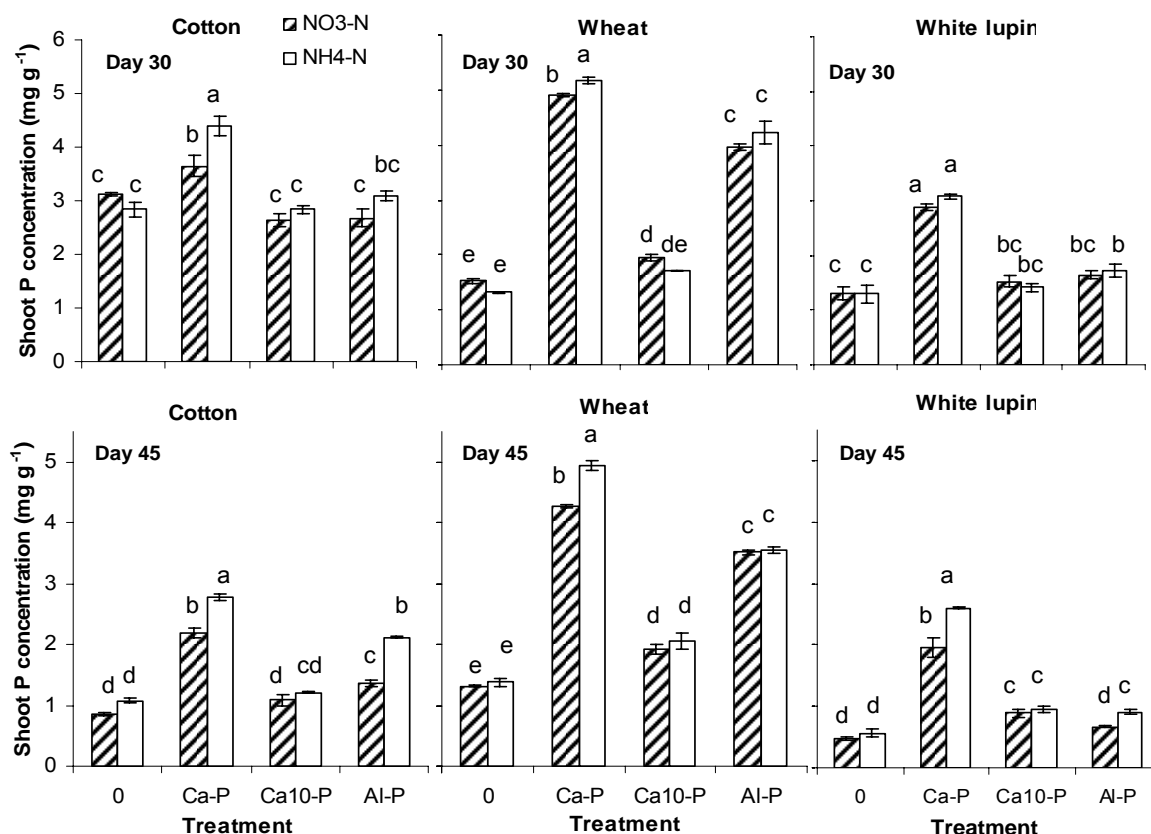 Cotton
NO3-N
NH4-N
Wheat
White lupin
Shoot P concentration (mg g-1)
6
5
4
3
2
1
0
Day 30
c c b a c c c bc
Day 30
e e b a d de c c
Day 30
c c a a bc bc bc b
Cotton
Wheat
White lupin
Shoot P concentration (mg g-1)
5
4
3
2
1
0
Day 45
d d b a d cd c b
Day 45
e e b a d d c c
Day 45
d d b a c c d c
0 Ca-P Ca10-P Al-P
0 Ca-P Ca10-P Al-P
0 Ca-P Ca10-P Al-P
Treatment
Treatment
Treatment